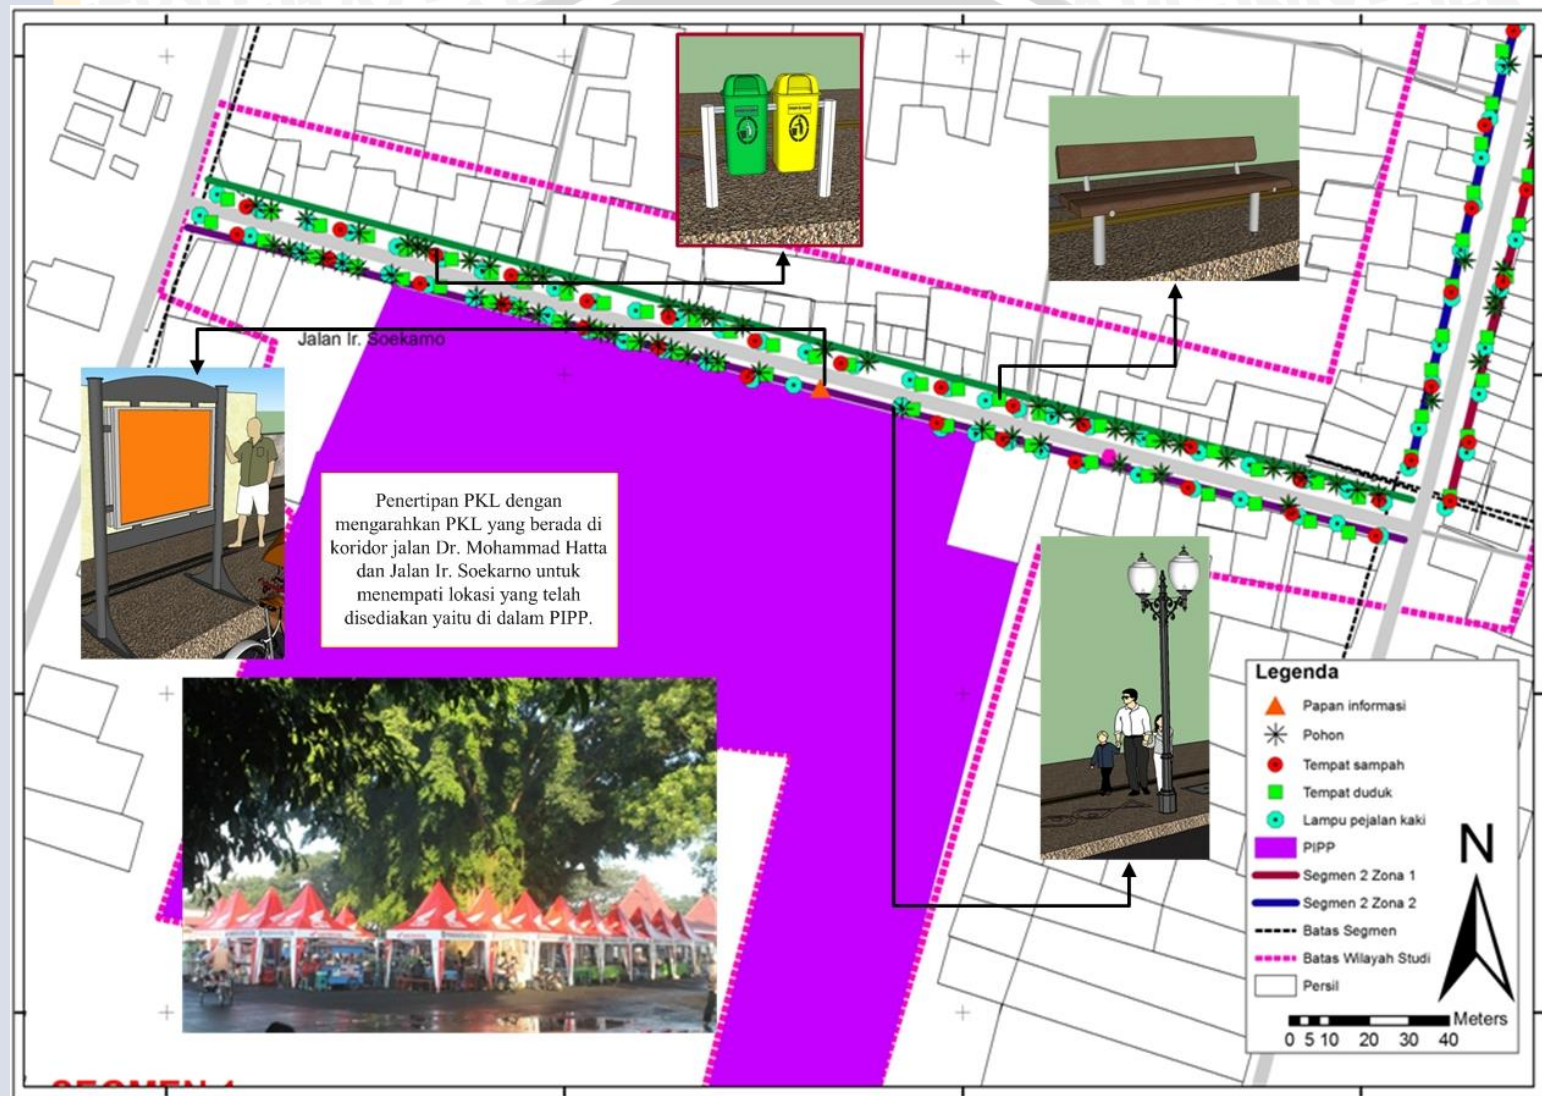 Jalan Ir. Soekarno
Penertipan PKL dengan
mengarahkan PKL yang berada di
koridor jalan Dr. Mohammad Hatta
dan Jalan Ir. Soekarno untuk
menempati lokasi yang telah
disediakan yaitu di dalam PIPP.
Legenda
Papan informasi
Pohon
Tempat sampah
Tempat duduk
Lampu pejalan kaki
PIPP
Segmen 2 Zona 1
Segmen 2 Zona 2
Batas Segmen
Batas Wilayah Studi
Persil
N
Meters
0 5 10 20 30 40
SEGMEN 1